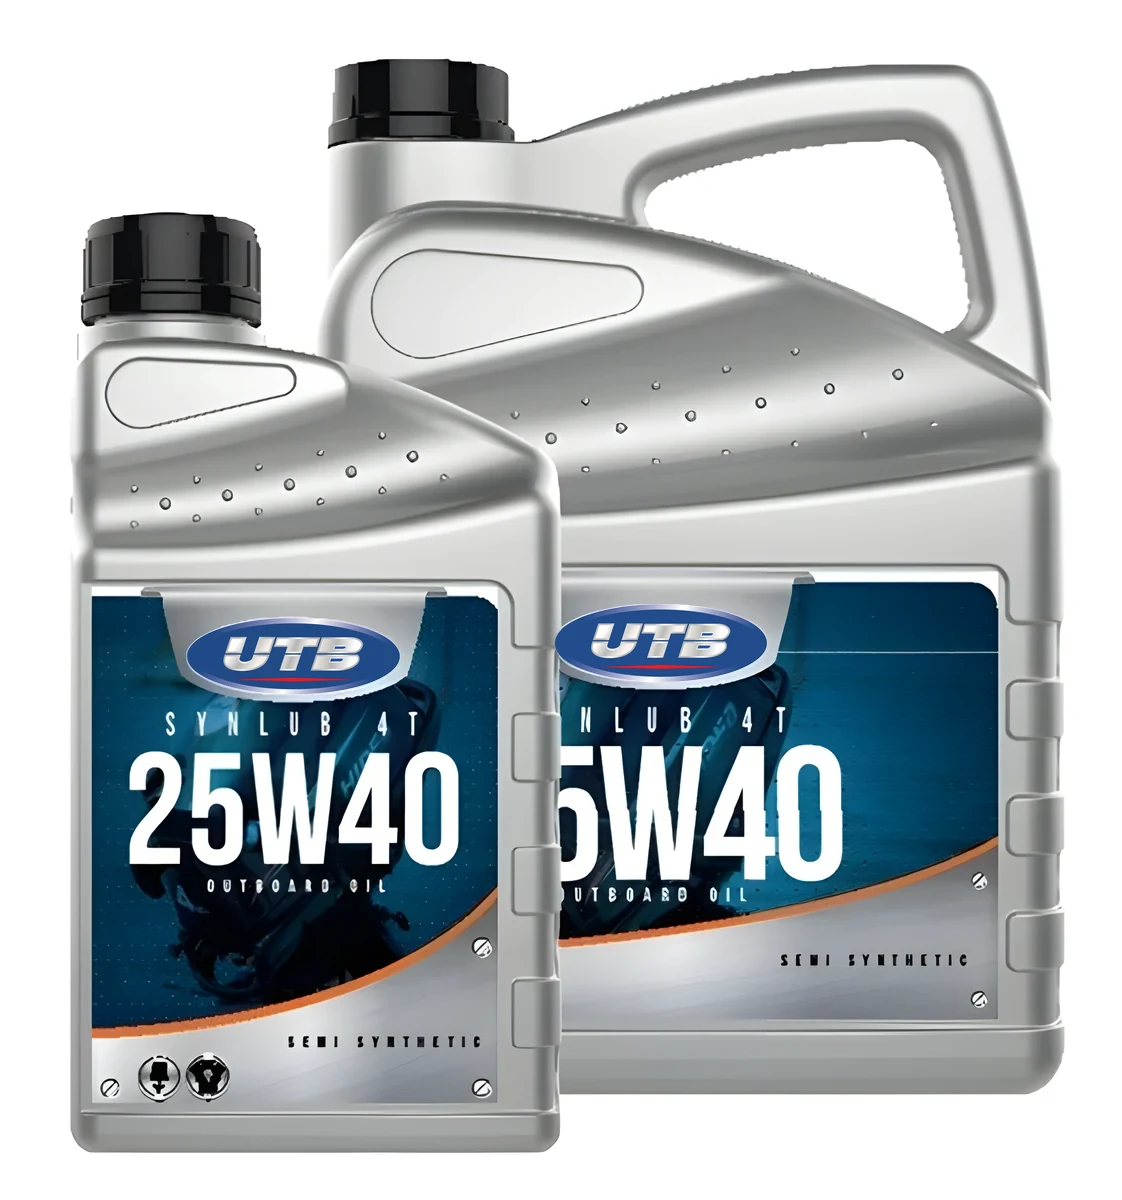 UTB
SYNLUB 4T
25W40
OUTBOARD OIL
SEMI SYNTHETIC
UTB
NLUB 4T
5W40
OUTBOARD OIL
SEMI SYNTHETIC